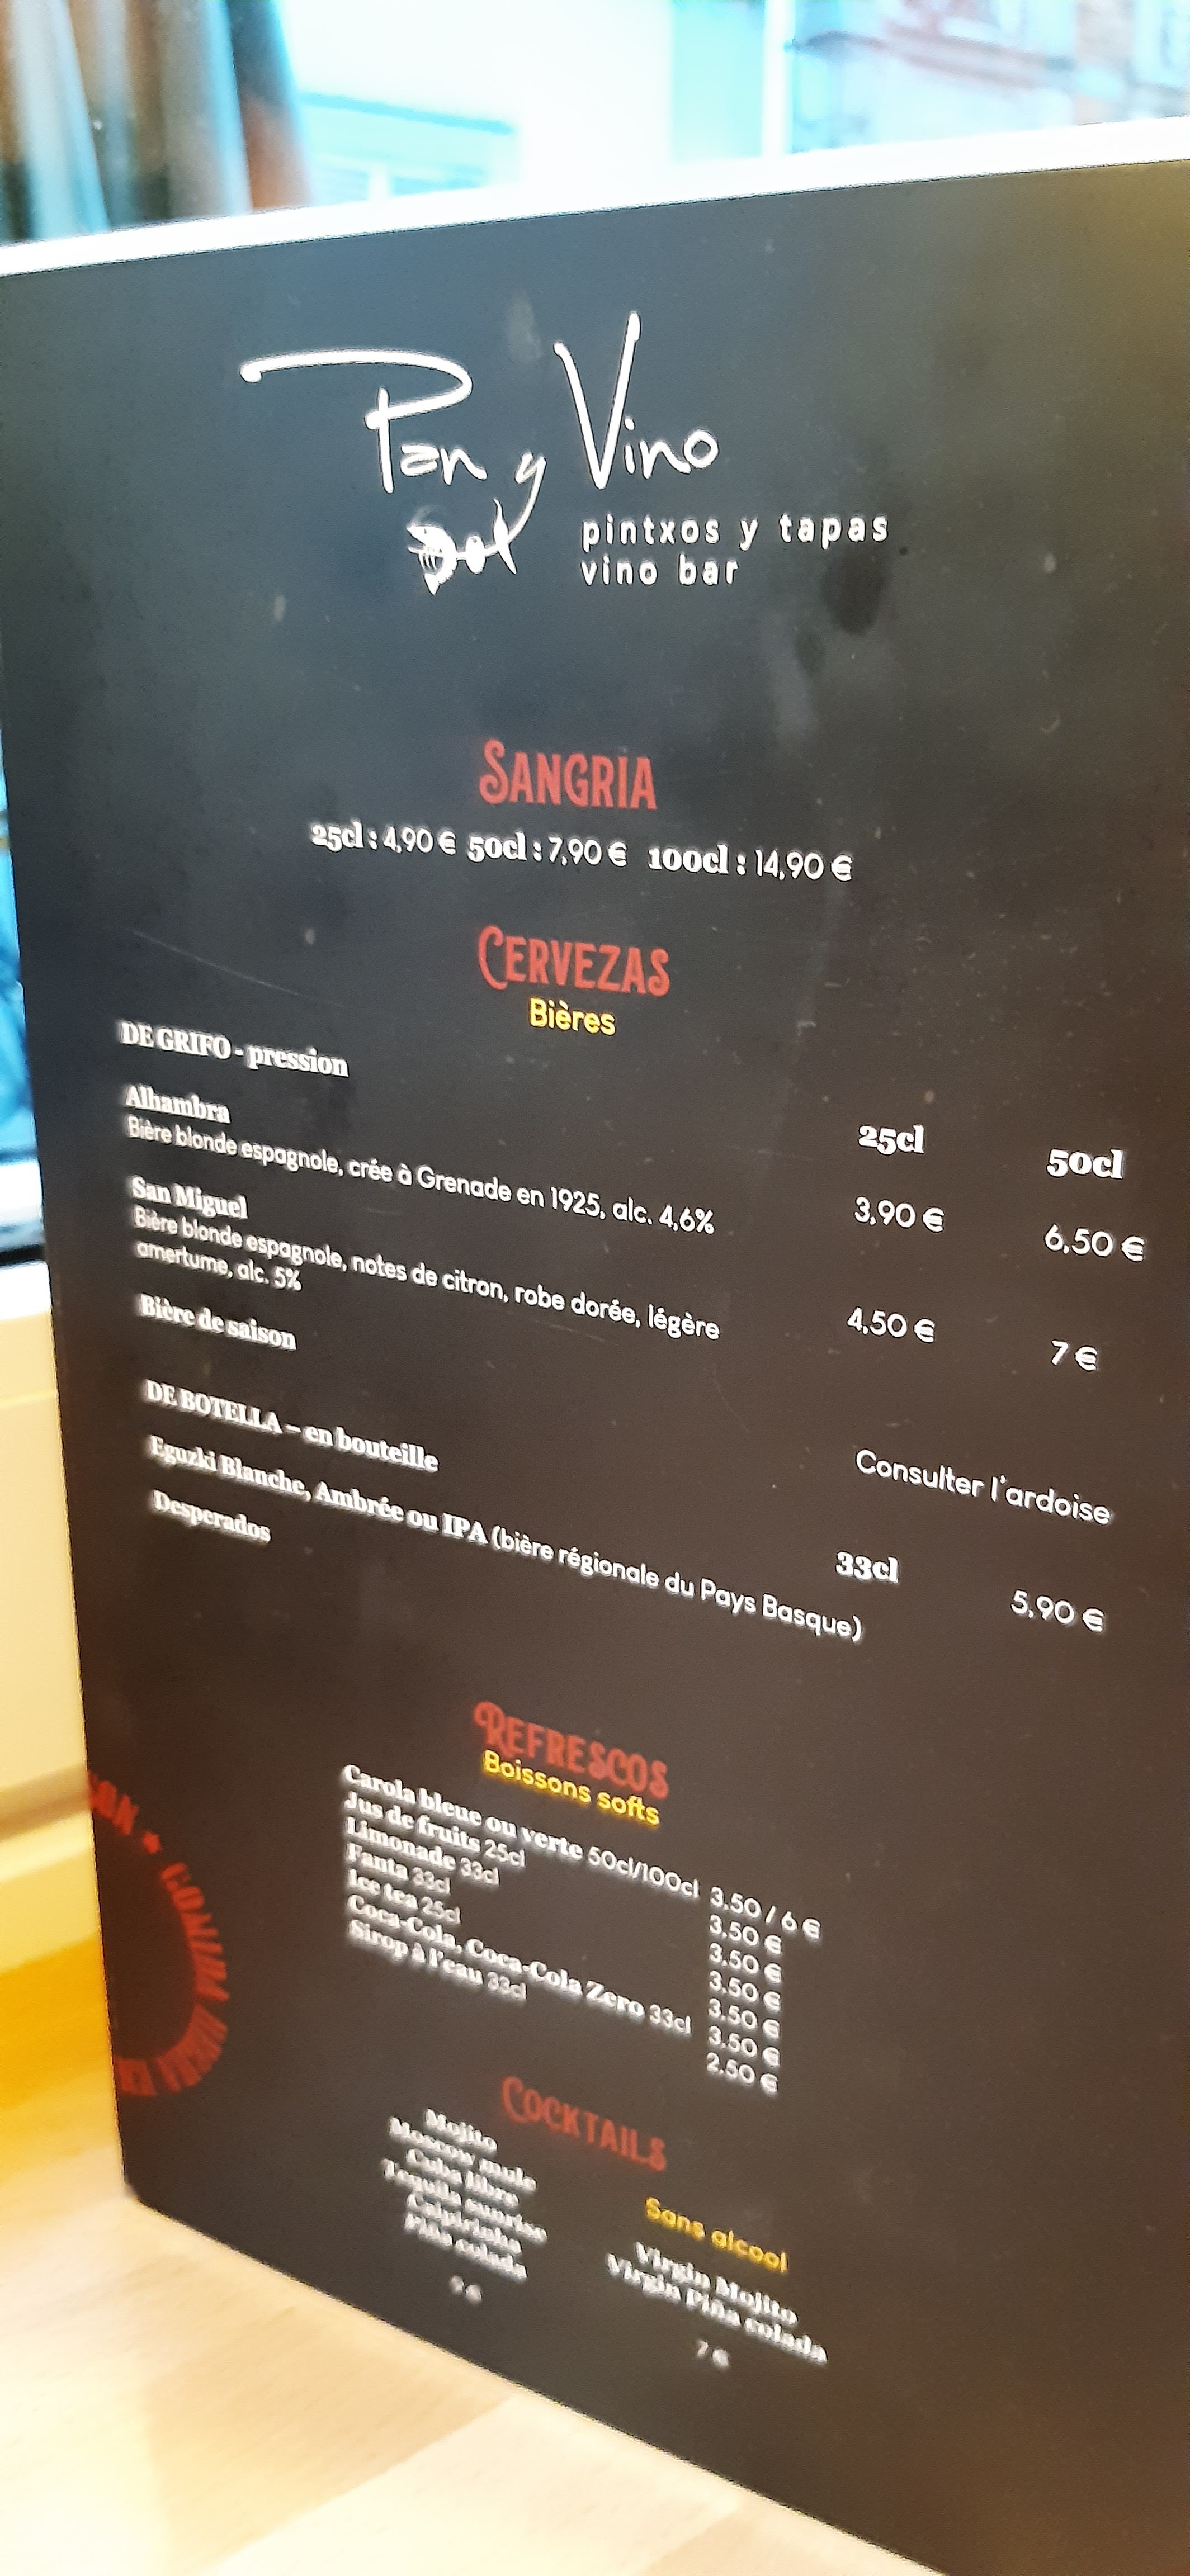 Pan y Vino
pintxos y tapas
vino bar
SANGRIA
25cl : 4,90 € 50cl : 7,90 € 100cl : 14,90 €
CERVEZAS
Bières
DE GRIFO - pression
25cl 50cl
Alhambra
Bière blonde espagnole, crée à Grenade en 1925, alc. 4,6% 3,90 € 6,50 €
San Miguel
Bière blonde espagnole, notes de citron, robe dorée, légère
amertume, alc. 5% 4,50 € 7 €
Bière de saison Consulter l'ardoise
DE BOTELLA – en bouteille 33cl
Eguzki Blanche, Ambrée ou IPA (bière régionale du Pays Basque) 5,90 €
Desperados
REFRESCOS
Boissons softs
Carola bleue ou verte 50cl/100cl 3,50 / 6 €
Jus de fruits 25cl 3,50 €
Limonade 33cl 3,50 €
Fanta 33cl 3,50 €
Ice tea 25cl 3,50 €
Coca-Cola, Coca-Cola Zero 33cl 3,50 €
Sirop à l'eau 33cl 2,50 €
COCKTAILS
Mojito
Moscow mule
Cuba libre
Tequila sunrise
Caïpirinha
Piña colada
9 €
Sans alcool
Virgin Mojito
Virgin Piña colada
7 €